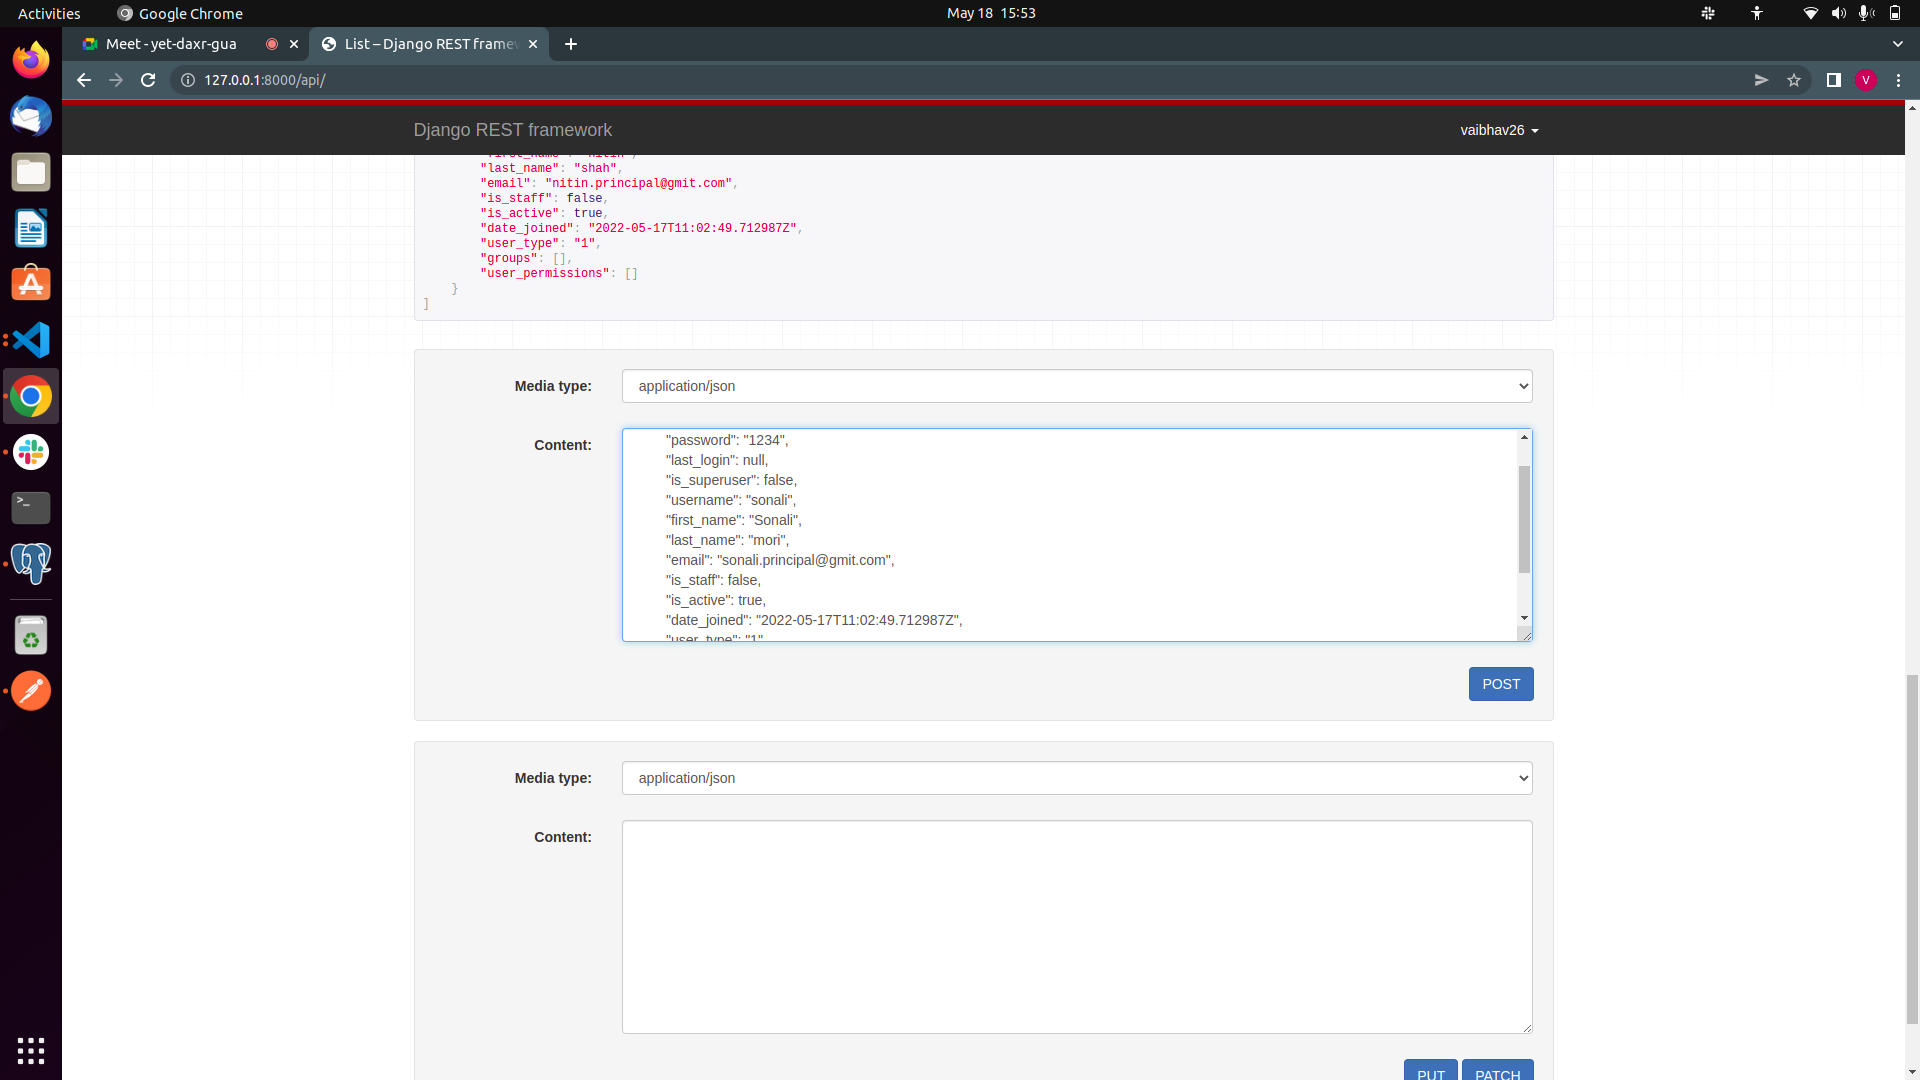 Activities
Google Chrome
May 18 15:53
Meet - yet-daxr-gua
List – Django REST framew
127.0.0.1:8000/api/
V
Django REST framework
vaibhav26
"first_name": "nitin",
"last_name": "shah",
"email": "nitin.principal@gmit.com",
"is_staff": false,
"is_active": true,
"date_joined": "2022-05-17T11:02:49.712987Z",
"user_type": "1",
"groups": [],
"user_permissions": []
}
]
Media type:
application/json
Content:
"password": "1234",
"last_login": null,
"is_superuser": false,
"username": "sonali",
"first_name": "Sonali",
"last_name": "mori",
"email": "sonali.principal@gmit.com",
"is_staff": false,
"is_active": true,
"date_joined": "2022-05-17T11:02:49.712987Z",
"user_type": "1"
POST
Media type:
application/json
Content:
PUT
PATCH